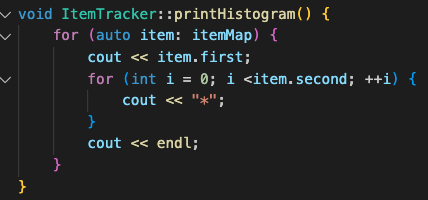 void ItemTracker::printHistogram() {
    for (auto item: itemMap) {
        cout << item.first;
        for (int i = 0; i <item.second; ++i) {
            cout << "*";
        }
        cout << endl;
    }
}